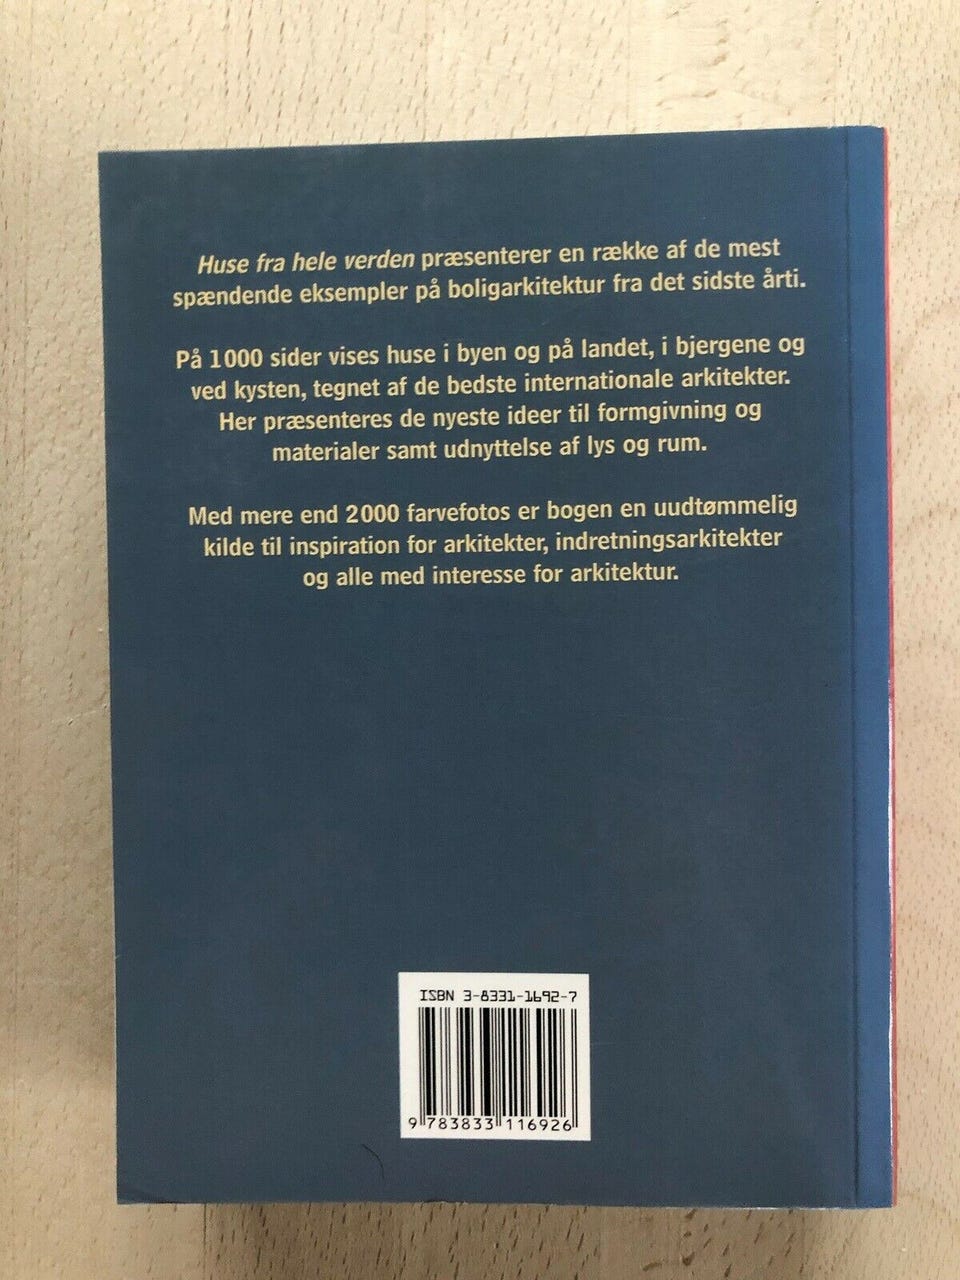 Huse fra hele verden præsenterer en række af de mest
spændende eksempler på boligarkitektur fra det sidste årti.
På 1000 sider vises huse i byen og på landet, i bjergene og
ved kysten, tegnet af de bedste internationale arkitekter.
Her præsenteres de nyeste ideer til formgivning og
materialer samt udnyttelse af lys og rum.
Med mere end 2000 farvefotos er bogen en uudtømmelig
kilde til inspiration for arkitekter, indretningsarkitekter
og alle med interesse for arkitektur.
ISBN 3-8331-1692-7
9 783833 116926